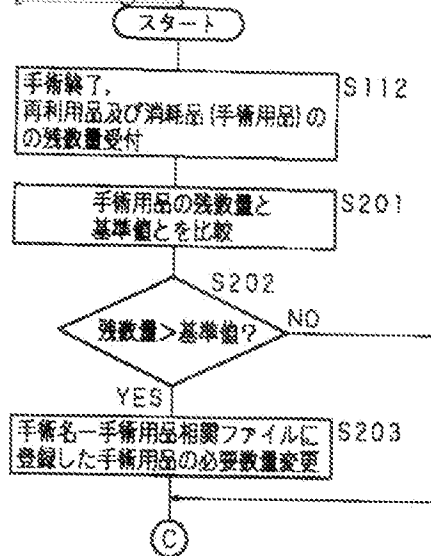 スタート
手術終了,
再利用品及び消耗品(手術用品)の
の残数量受付
S112
手術用品の残数量と
基準値とを比較
S201
S202
残数量>基準値?
NO
YES
手術名ー手術用品相関ファイルに
登録した手術用品の必要数量変更
S203
C